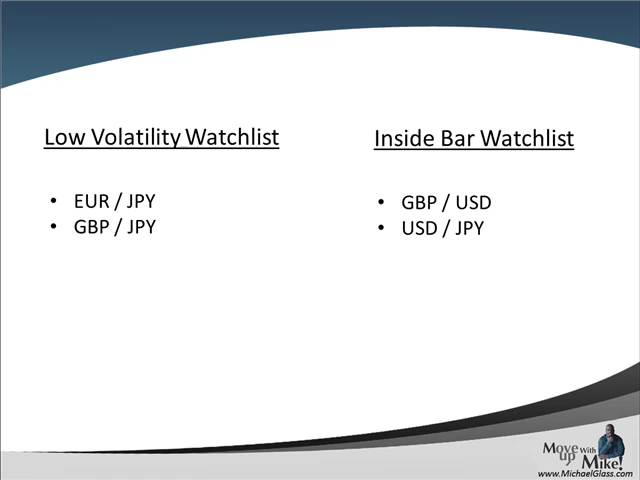 Low Volatility Watchlist
• EUR / JPY
• GBP / JPY
Inside Bar Watchlist
• GBP / USD
• USD / JPY
Move up With Mike!
www.MichaelGlass.com